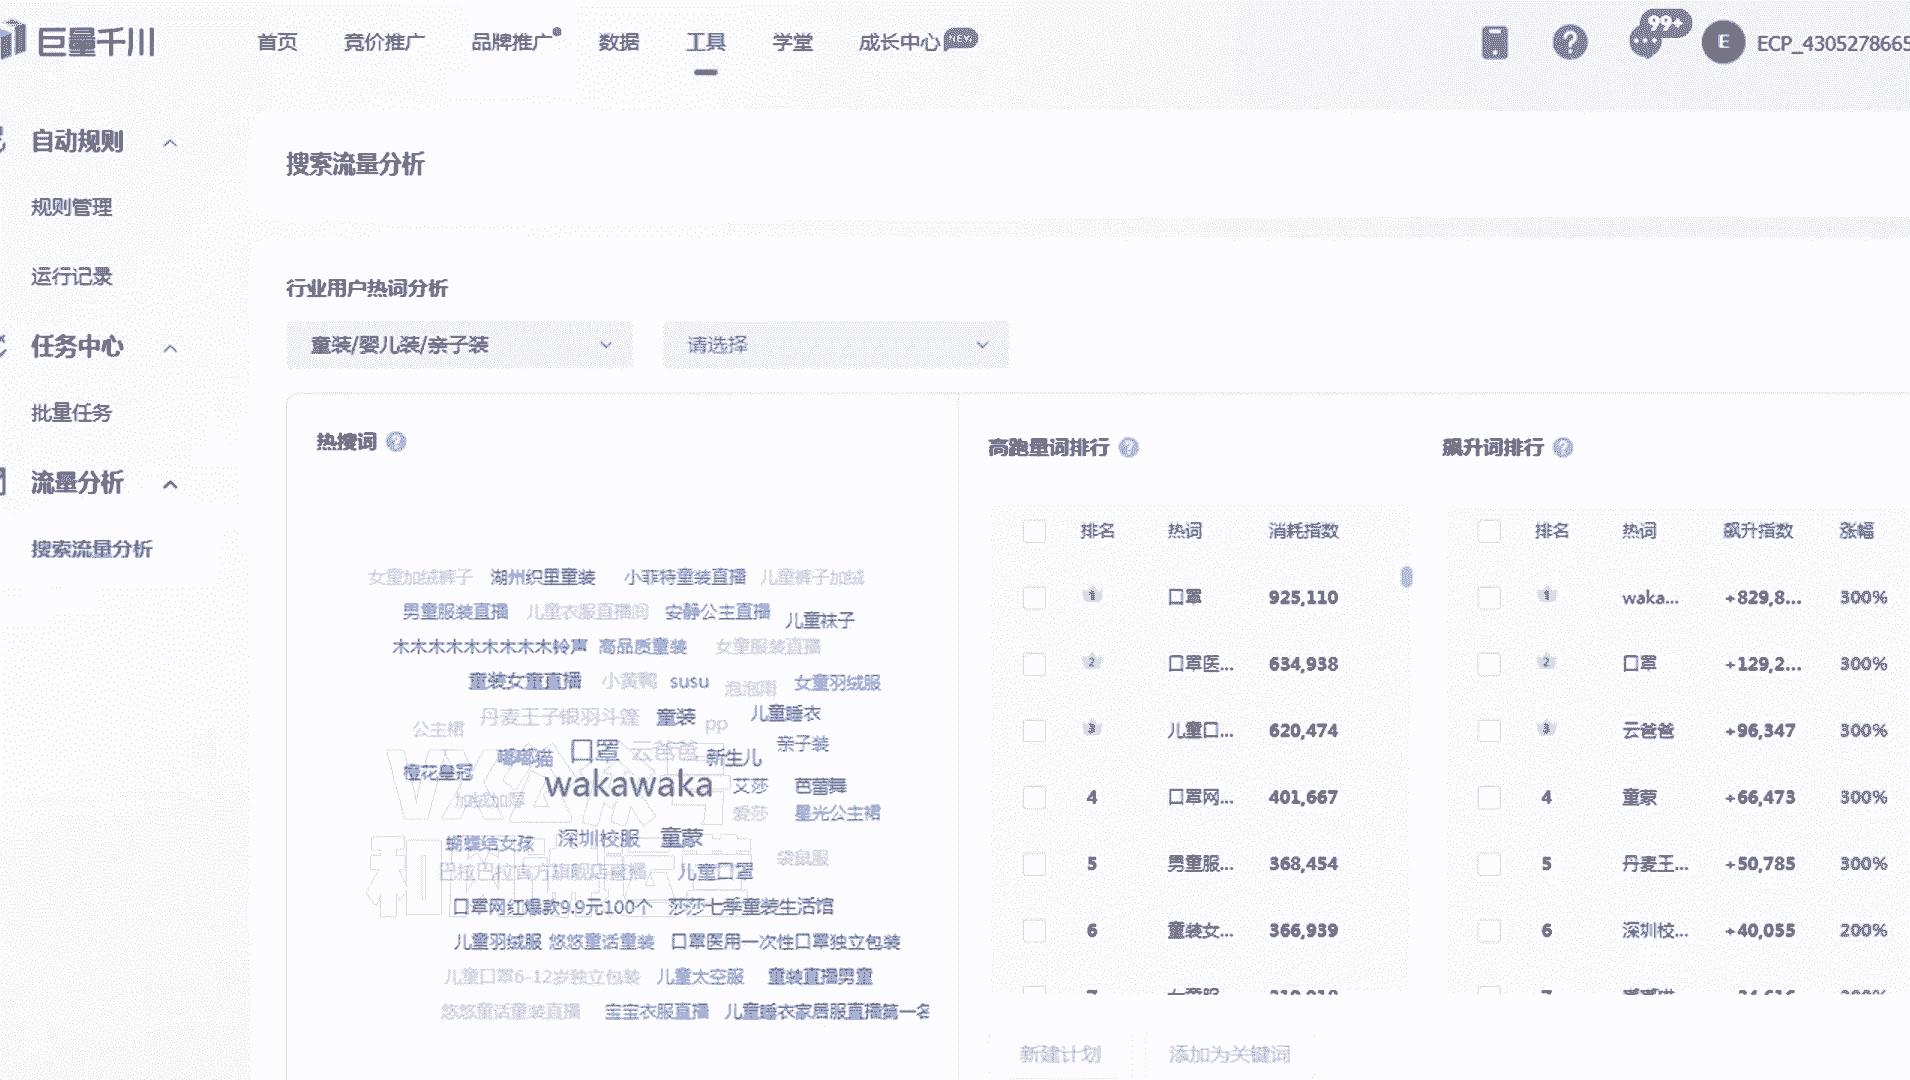 巨量千川
首页 竞价推广 品牌推广 数据 工具 学堂 成长中心 NEW
99+
E ECP_4305278665
自动规则
规则管理
运行记录
任务中心
批量任务
流量分析
搜索流量分析
搜索流量分析
行业用户热词分析
童装/婴儿装/亲子装 请选择
热搜词
女童加绒裤子 湖州织里童装 小菲特童装直播 儿童裤子加绒
男童服装直播 儿童衣服直播间 安静公主直播 儿童袜子
木木木木木木木木木铃声 高品质童装 女童服装直播
童装女童直播 小黄鸭 susu 泡泡雨 女童羽绒服
公主裙 丹麦王子银羽斗篷 童装 pp 儿童睡衣
樱花皇冠 嘟嘟猫 口罩 云爸爸 新生儿 亲子装
wakawaka 艾莎 芭蕾舞
爱莎 星光公主裙
蝴蝶结女孩 深圳校服 童蒙 袋鼠服
巴拉巴拉官方旗舰店直播 儿童口罩
口罩网红爆款9.9元100个 莎莎七季童装生活馆
儿童羽绒服 悠悠童话童装 口罩医用一次性口罩独立包装
儿童口罩6-12岁独立包装 儿童太空服 童装直播男童
悠悠童话童装直播 宝宝衣服直播 儿童睡衣家居服直播第一名
高跑量词排行
排名 热词 消耗指数
1 口罩 925,110
2 口罩医... 634,938
3 儿童口... 620,474
4 口罩网... 401,667
5 男童服... 368,454
6 童装女... 366,939
新建计划 添加为关键词
飙升词排行
排名 热词 飙升指数 涨幅
1 waka... +829,8... 300%
2 口罩 +129,2... 300%
3 云爸爸 +96,347 300%
4 童蒙 +66,473 300%
5 丹麦王... +50,785 300%
6 深圳校... +40,055 200%